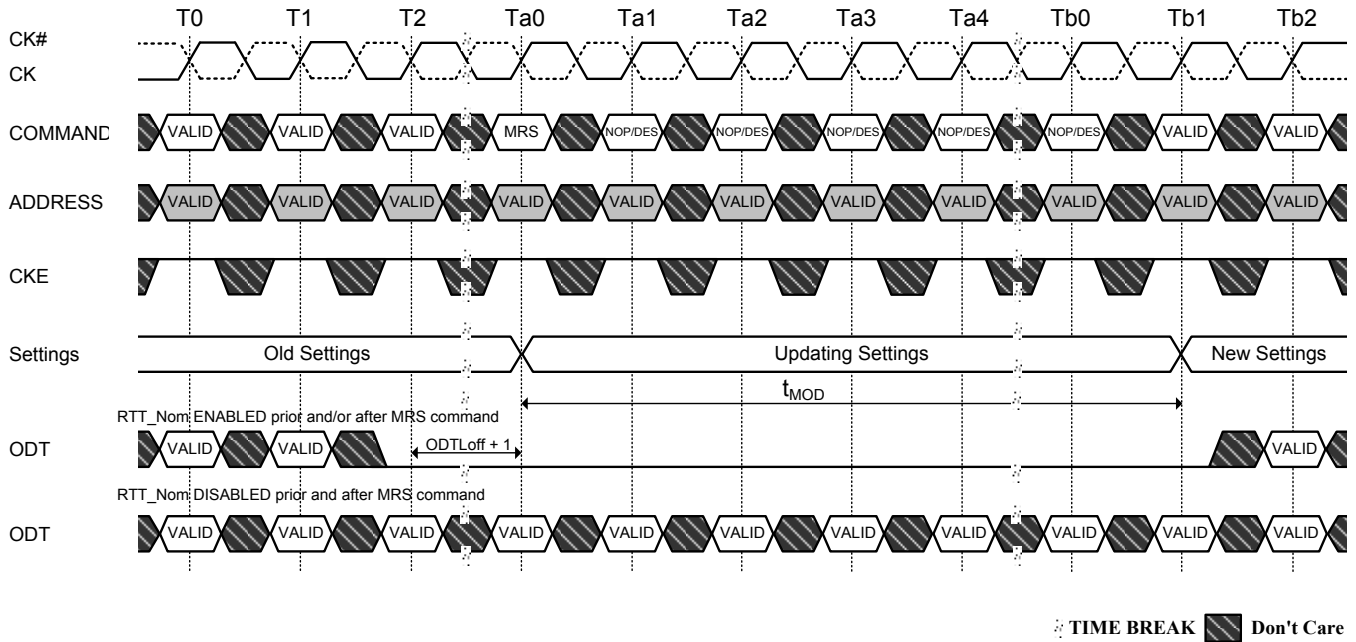 T0 T1 T2 Ta0 Ta1 Ta2 Ta3 Ta4 Tb0 Tb1 Tb2
CK#
CK
COMMAND VALID VALID VALID MRS NOP/DES NOP/DES NOP/DES NOP/DES NOP/DES VALID VALID
ADDRESS VALID VALID VALID VALID VALID VALID VALID VALID VALID VALID VALID
CKE
Settings Old Settings Updating Settings New Settings
tMOD
RTT_Nom ENABLED prior and/or after MRS command
ODT VALID VALID ODTLoff + 1 VALID
RTT_Nom DISABLED prior and after MRS command
ODT VALID VALID VALID VALID VALID VALID VALID VALID VALID VALID VALID
TIME BREAK Don't Care